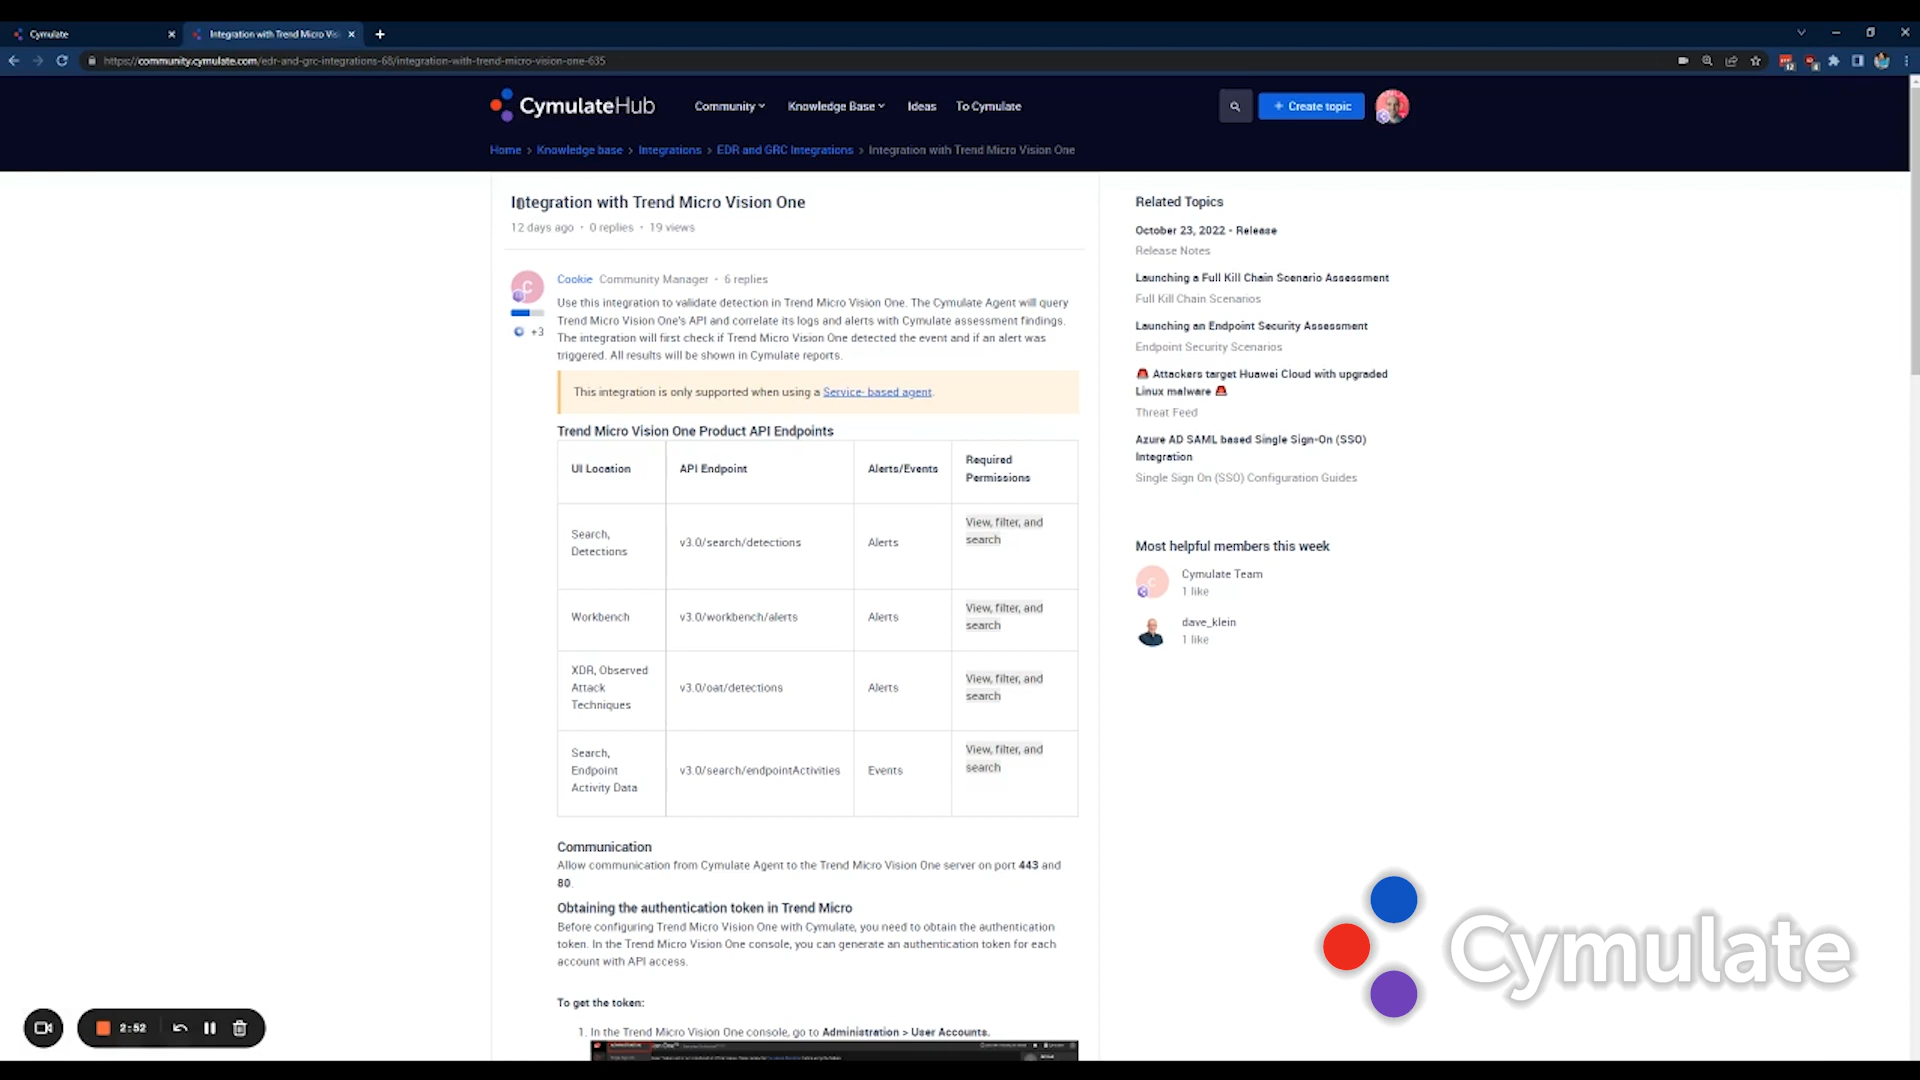 Cymulate
Integration with Trend Micro Vis
https://community.cymulate.com/edr-and-grc-integrations-68/integration-with-trend-micro-vision-one-635
12
4
CymulateHub
Community
Knowledge Base
Ideas
To Cymulate
+ Create topic
Home > Knowledge base > Integrations > EDR and GRC Integrations > Integration with Trend Micro Vision One
Integration with Trend Micro Vision One
12 days ago · 0 replies · 19 views
C
Cookie Community Manager · 6 replies
+3
Use this integration to validate detection in Trend Micro Vision One. The Cymulate Agent will query
Trend Micro Vision One's API and correlate its logs and alerts with Cymulate assessment findings.
The integration will first check if Trend Micro Vision One detected the event and if an alert was
triggered. All results will be shown in Cymulate reports.
This integration is only supported when using a Service- based agent.
Trend Micro Vision One Product API Endpoints
UI Location
API Endpoint
Alerts/Events
Required
Permissions
Search,
Detections
v3.0/search/detections
Alerts
View, filter, and
search
Workbench
v3.0/workbench/alerts
Alerts
View, filter, and
search
XDR, Observed
Attack
Techniques
v3.0/oat/detections
Alerts
View, filter, and
search
Search,
Endpoint
Activity Data
v3.0/search/endpointActivities
Events
View, filter, and
search
Communication
Allow communication from Cymulate Agent to the Trend Micro Vision One server on port 443 and
80.
Obtaining the authentication token in Trend Micro
Before configuring Trend Micro Vision One with Cymulate, you need to obtain the authentication
token. In the Trend Micro Vision One console, you can generate an authentication token for each
account with API access.
To get the token:
1. In the Trend Micro Vision One console, go to Administration > User Accounts.
Related Topics
October 23, 2022 - Release
Release Notes
Launching a Full Kill Chain Scenario Assessment
Full Kill Chain Scenarios
Launching an Endpoint Security Assessment
Endpoint Security Scenarios
🚨 Attackers target Huawei Cloud with upgraded
Linux malware 🚨
Threat Feed
Azure AD SAML based Single Sign-On (SSO)
Integration
Single Sign On (SSO) Configuration Guides
Most helpful members this week
C
Cymulate Team
1 like
dave_klein
1 like
2:52
Cymulate